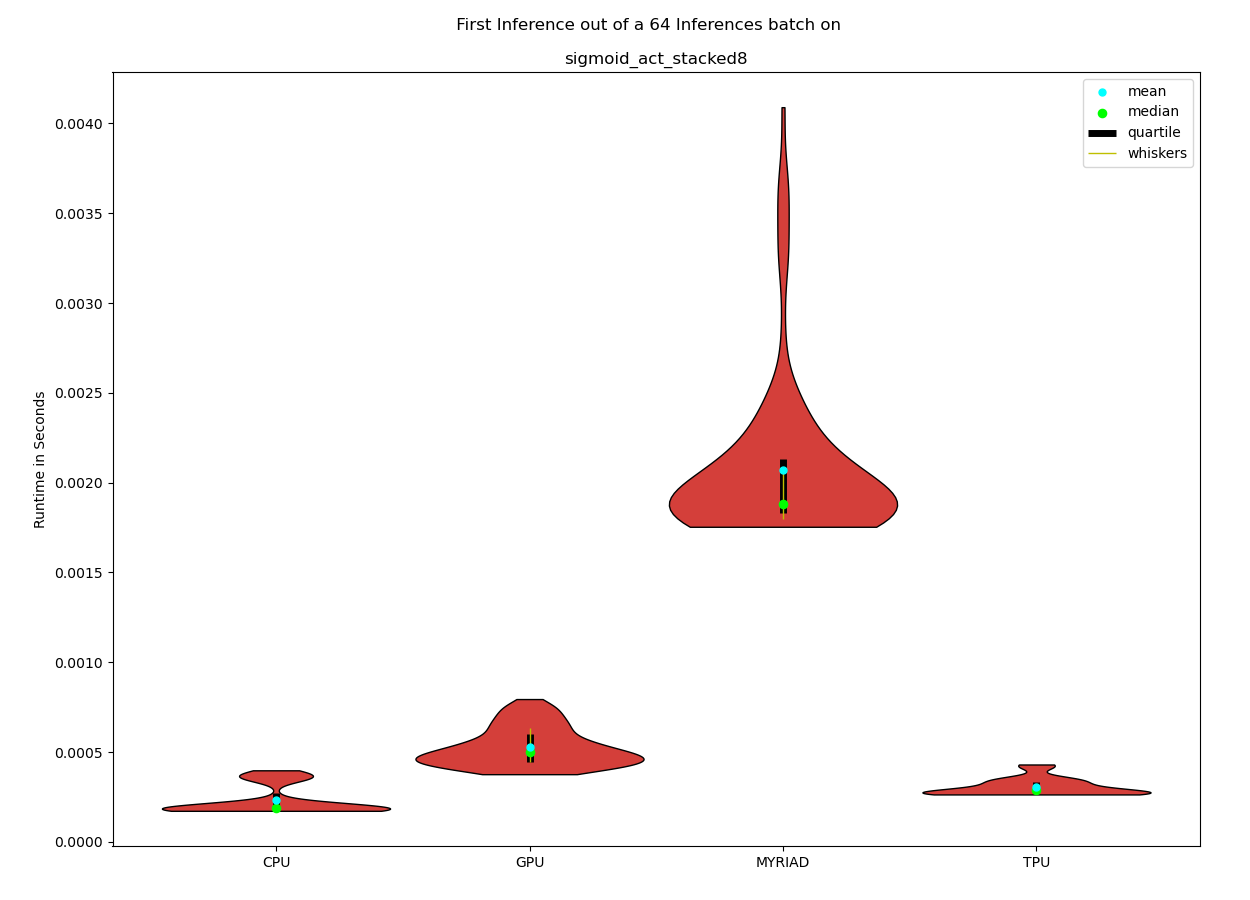 First Inference out of a 64 Inferences batch on
sigmoid_act_stacked8
mean
median
quartile
whiskers
Runtime in Seconds
0.0040
0.0035
0.0030
0.0025
0.0020
0.0015
0.0010
0.0005
0.0000
CPU GPU MYRIAD TPU